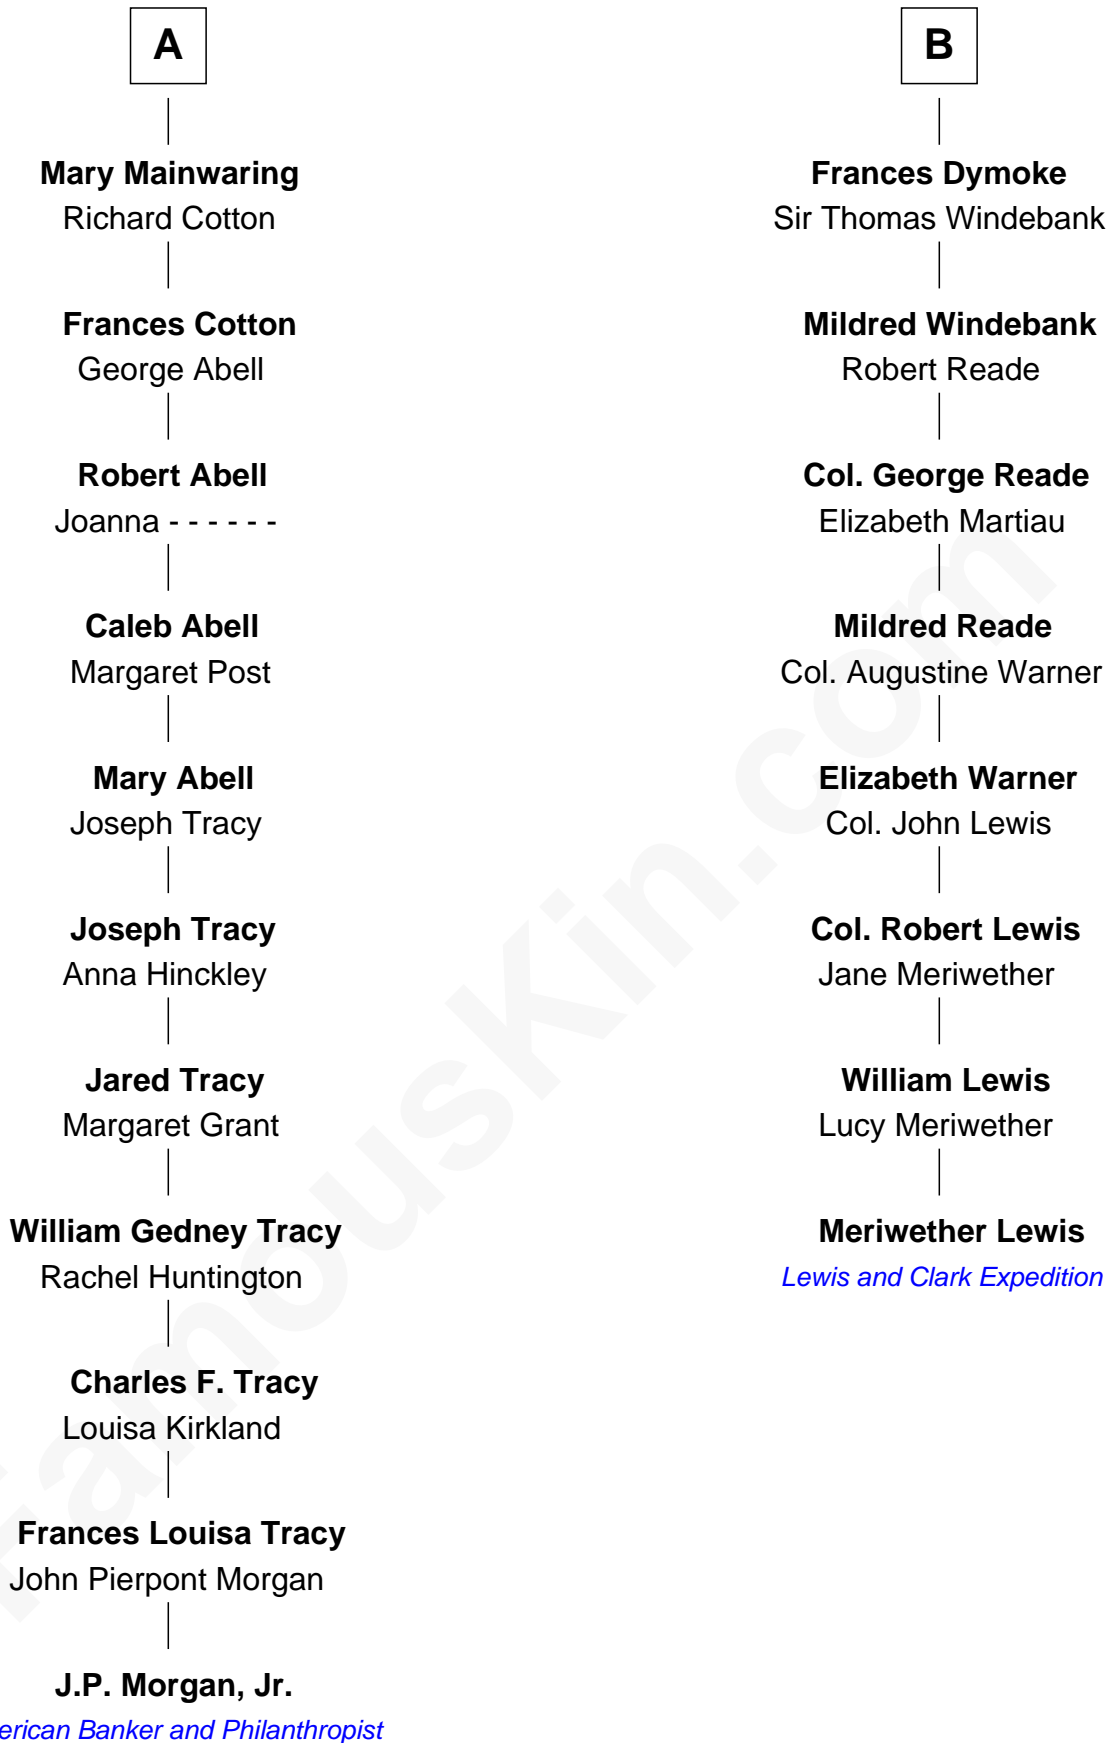 A
Mary Mainwaring
Richard Cotton
Frances Cotton
George Abell
Robert Abell
Joanna - - - - - -
Caleb Abell
Margaret Post
Mary Abell
Joseph Tracy
Joseph Tracy
Anna Hinckley
Jared Tracy
Margaret Grant
William Gedney Tracy
Rachel Huntington
Charles F. Tracy
Louisa Kirkland
Frances Louisa Tracy
John Pierpont Morgan
J.P. Morgan, Jr.
erican Banker and Philanthropist
B
Frances Dymoke
Sir Thomas Windebank
Mildred Windebank
Robert Reade
Col. George Reade
Elizabeth Martiau
Mildred Reade
Col. Augustine Warner
Elizabeth Warner
Col. John Lewis
Col. Robert Lewis
Jane Meriwether
William Lewis
Lucy Meriwether
Meriwether Lewis
Lewis and Clark Expedition
FamousKin.com